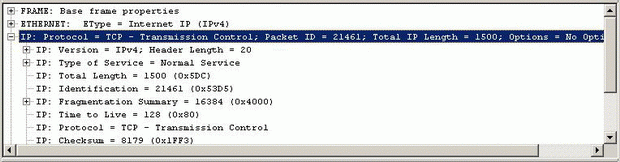 FRAME: Base frame properties
ETHERNET: EType = Internet IP (IPv4)
IP: Protocol = TCP - Transmission Control; Packet ID = 21461; Total IP Length = 1500; Options = No Opti
IP: Version = IPv4; Header Length = 20
IP: Type of Service = Normal Service
IP: Total Length = 1500 (0x5DC)
IP: Identification = 21461 (0x53D5)
IP: Fragmentation Summary = 16384 (0x4000)
IP: Time to Live = 128 (0x80)
IP: Protocol = TCP - Transmission Control
IP: Checksum = 8179 (0x1FF3)